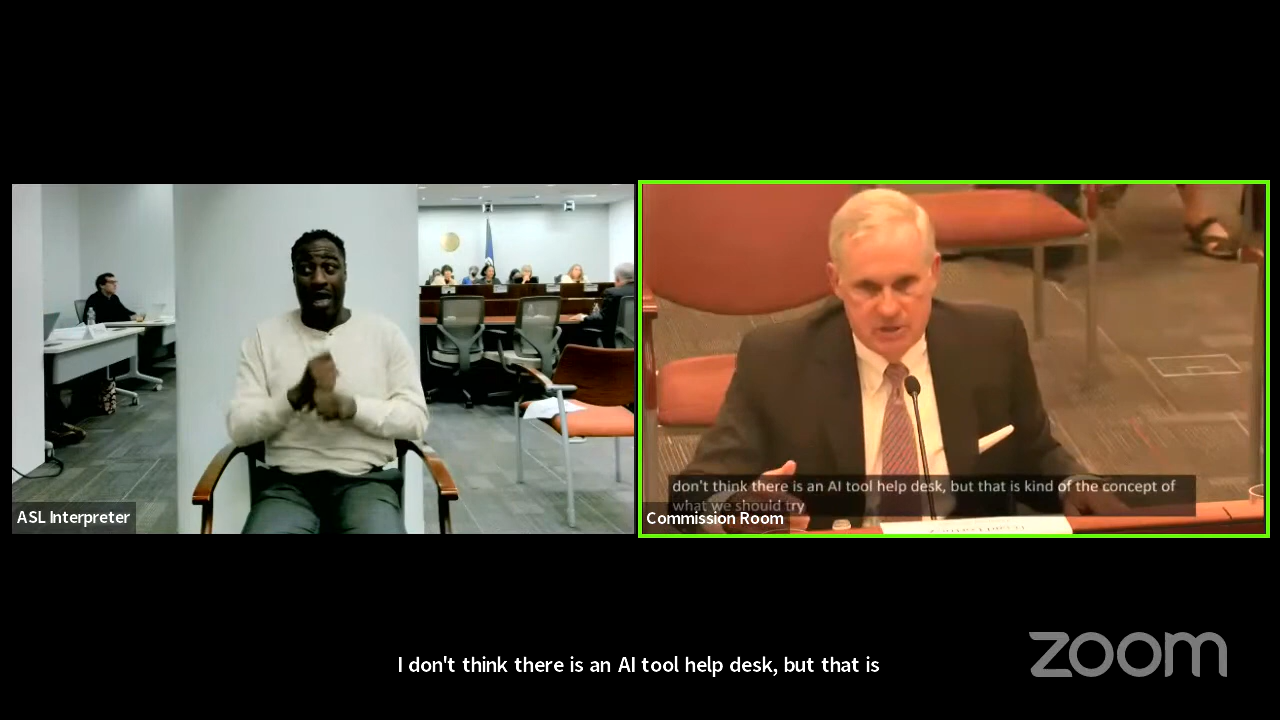 don't think there is an AI tool help desk, but that is kind of the concept of
what we should try
ASL Interpreter
Commission Room
I don't think there is an AI tool help desk, but that is
zoom